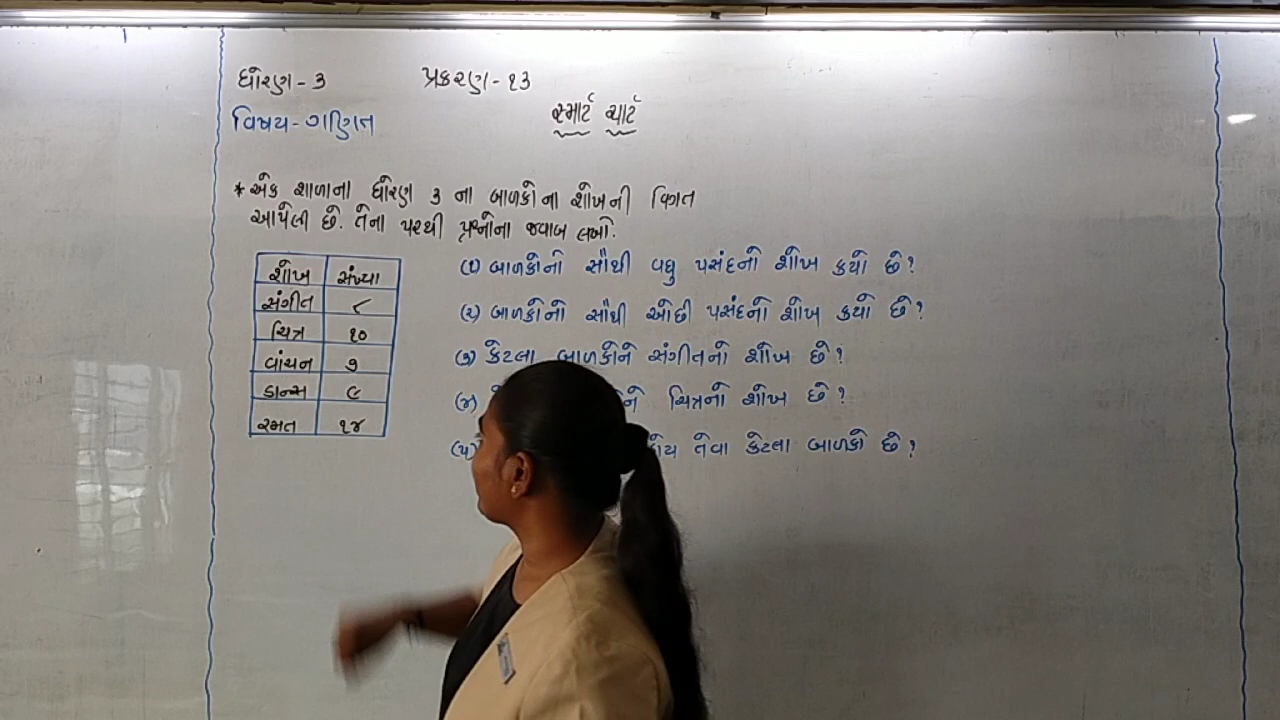 ધોરણ - ૩ પ્રકરણ - ૧૩
સ્માર્ટ ચાર્ટ
વિષય - ગણિત
* એક શાળાના ધોરણ ૩ ના બાળકોના શોખની વિગત
આપેલી છે. તેના પરથી પ્રશ્નોના જવાબ લખો.
શોખ સંખ્યા
સંગીત ૮
ચિત્ર ૧૦
વાંચન ૭
ડાન્સ ૯
રમત ૧૪
(૧) બાળકોનો સૌથી વધુ પસંદનો શોખ કયો છે?
(૨) બાળકોનો સૌથી ઓછી પસંદનો શોખ કયો છે?
(૩) કેટલા બાળકોને સંગીતનો શોખ છે?
(૪) ચિત્રનો શોખ છે?
(૫) હોય તેવા કેટલા બાળકો છે?